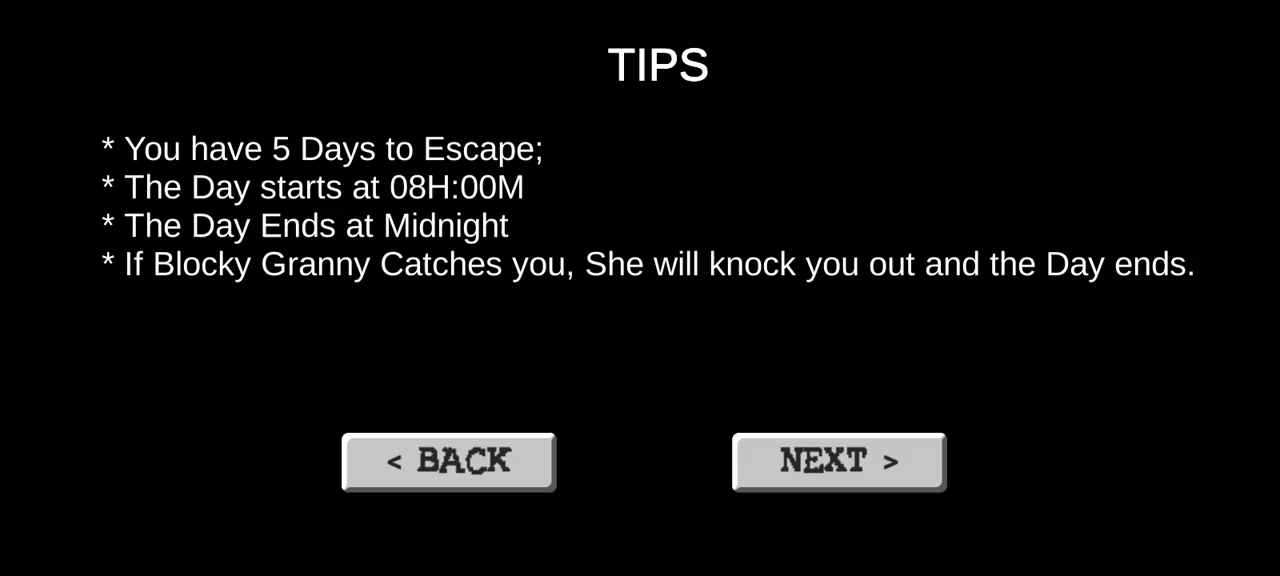 TIPS
* You have 5 Days to Escape;
* The Day starts at 08H:00M
* The Day Ends at Midnight
* If Blocky Granny Catches you, She will knock you out and the Day ends.
< BACK
NEXT >